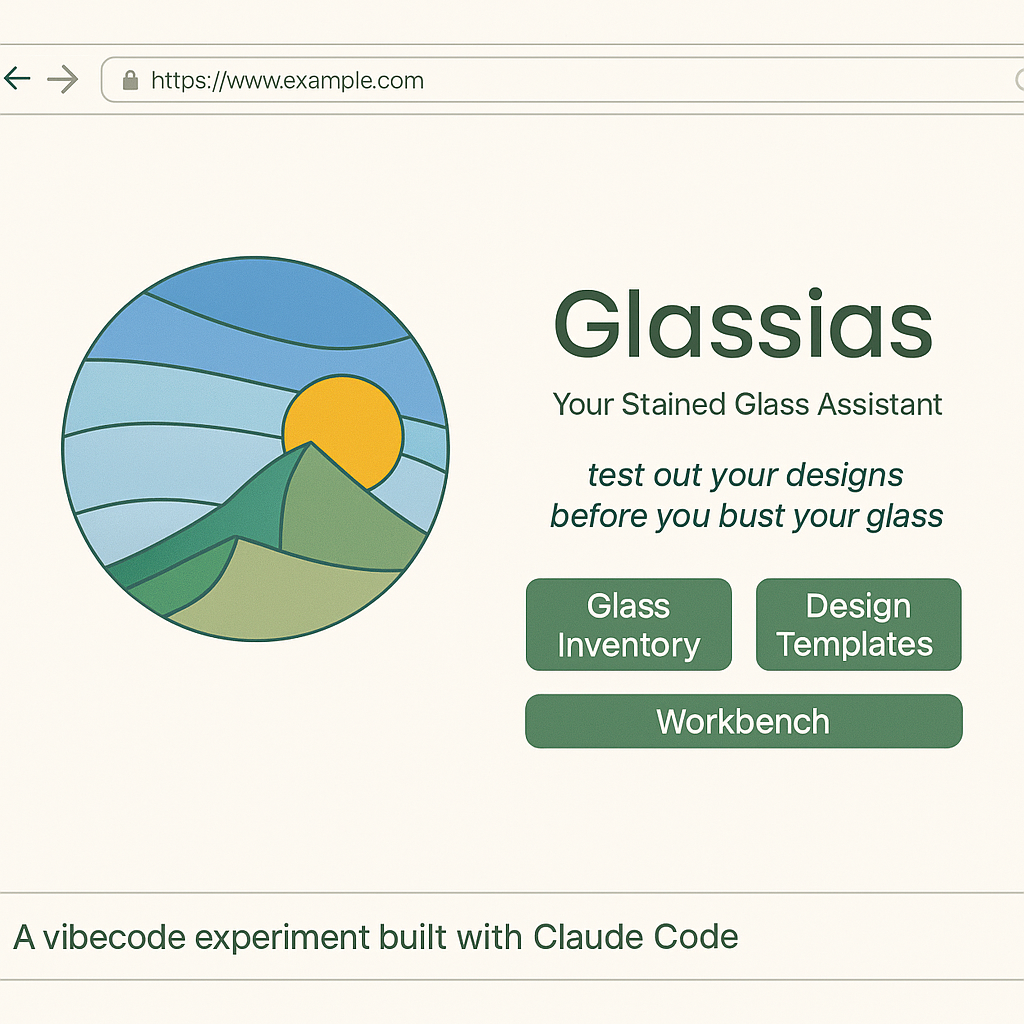 https://www.example.com
Glassias
Your Stained Glass Assistant
test out your designs
before you bust your glass
Glass
Inventory
Design
Templates
Workbench
A vibecode experiment built with Claude Code